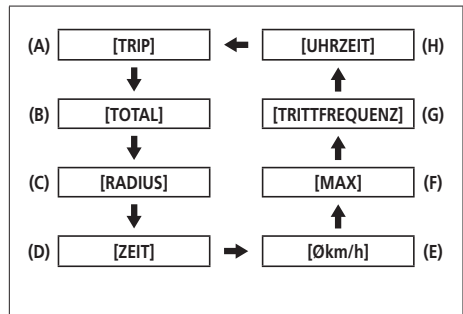 (A) [TRIP] [UHRZEIT] (H)
(B) [TOTAL] [TRITTFREQUENZ] (G)
(C) [RADIUS] [MAX] (F)
(D) [ZEIT] [Økm/h] (E)